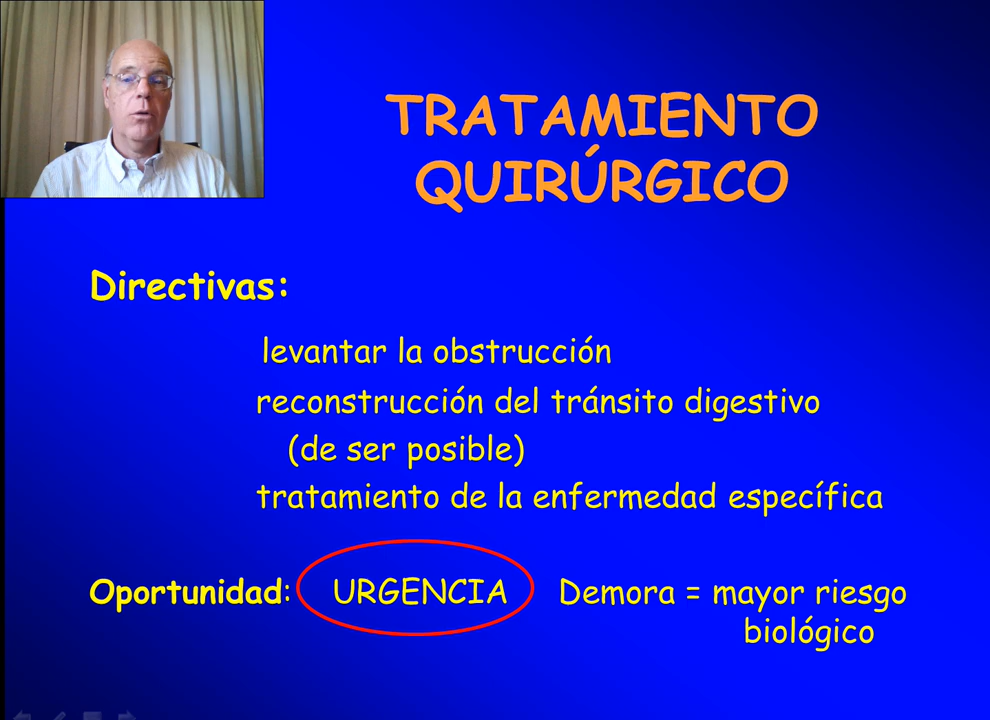 TRATAMIENTO
QUIRÚRGICO
Directivas:
levantar la obstrucción
reconstrucción del tránsito digestivo
(de ser posible)
tratamiento de la enfermedad específica
Oportunidad: URGENCIA Demora = mayor riesgo
biológico